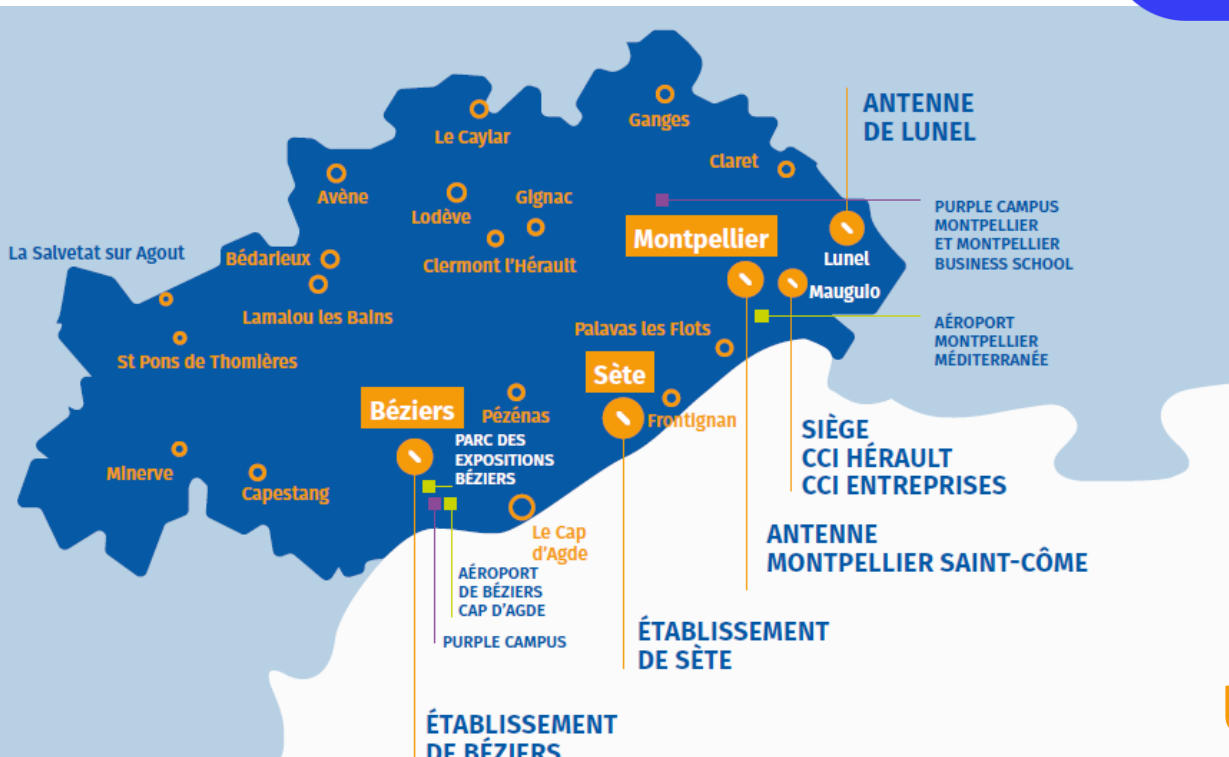 ANTENNE
DE LUNEL
Ganges
Le Caylar
Claret
Avène
Gignac
Lodève
PURPLE CAMPUS
MONTPELLIER
ET MONTPELLIER
BUSINESS SCHOOL
Montpellier
La Salvetat sur Agout
Bédarieux
Clermont l'Hérault
Lunel
Mauguio
Lamalou les Bains
Palavas les Flots
AÉROPORT
MONTPELLIER
MÉDITERRANÉE
St Pons de Thomières
Sète
Béziers
Pézénas
Frontignan
PARC DES
EXPOSITIONS
BÉZIERS
SIÈGE
CCI HÉRAULT
CCI ENTREPRISES
Minerve
Capestang
Le Cap
d'Agde
ANTENNE
MONTPELLIER SAINT-CÔME
AÉROPORT
DE BÉZIERS
CAP D'AGDE
PURPLE CAMPUS
ÉTABLISSEMENT
DE SÈTE
ÉTABLISSEMENT
DE BÉZIERS